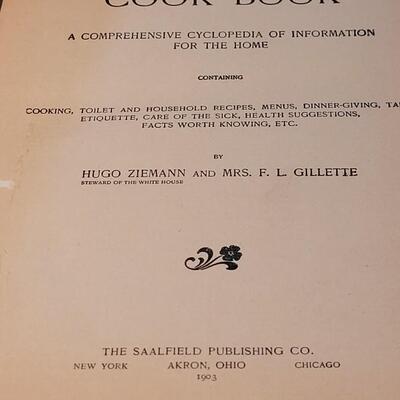 COOK BOOK
A COMPREHENSIVE CYCLOPEDIA OF INFORMATION
FOR THE HOME
CONTAINING
COOKING, TOILET AND HOUSEHOLD RECIPES, MENUS, DINNER-GIVING, TA
ETIQUETTE, CARE OF THE SICK, HEALTH SUGGESTIONS,
FACTS WORTH KNOWING, ETC.
BY
HUGO ZIEMANN AND MRS. F. L. GILLETTE
STEWARD OF THE WHITE HOUSE
THE SAALFIELD PUBLISHING CO.
NEW YORK AKRON, OHIO CHICAGO
1903